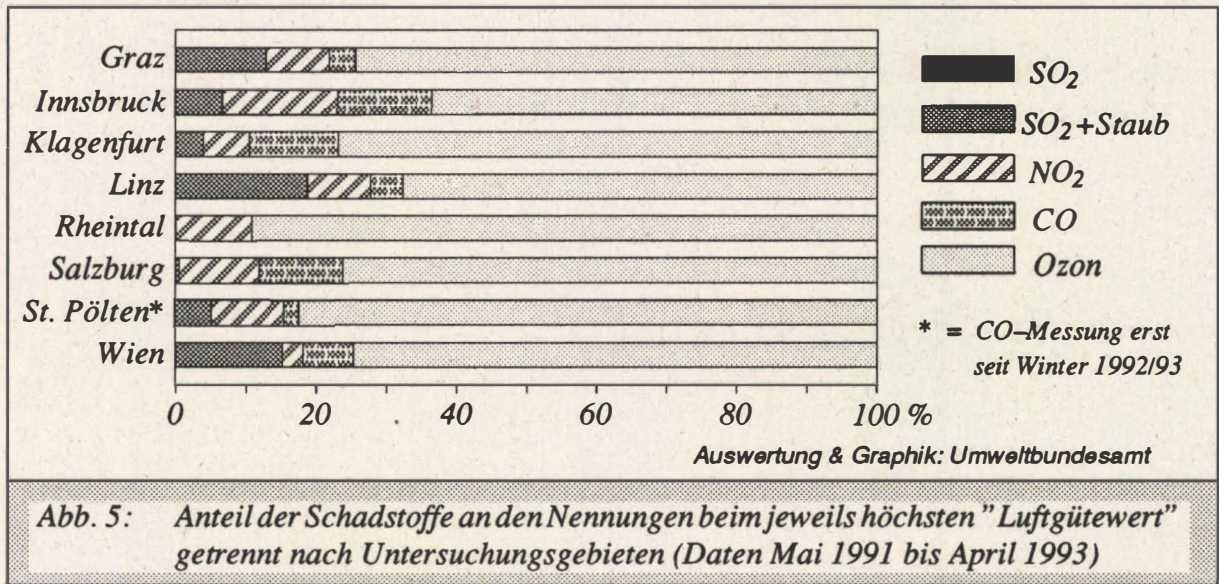 Graz
Innsbruck
Klagenfurt
Linz
Rheintal
Salzburg
St. Pölten*
Wien
0 20 40 60 80 100 %
SO₂
SO₂+Staub
NO₂
CO
Ozon
* = CO–Messung erst
seit Winter 1992/93
Auswertung & Graphik: Umweltbundesamt
Abb. 5: Anteil der Schadstoffe an den Nennungen beim jeweils höchsten "Luftgütewert"
getrennt nach Untersuchungsgebieten (Daten Mai 1991 bis April 1993)